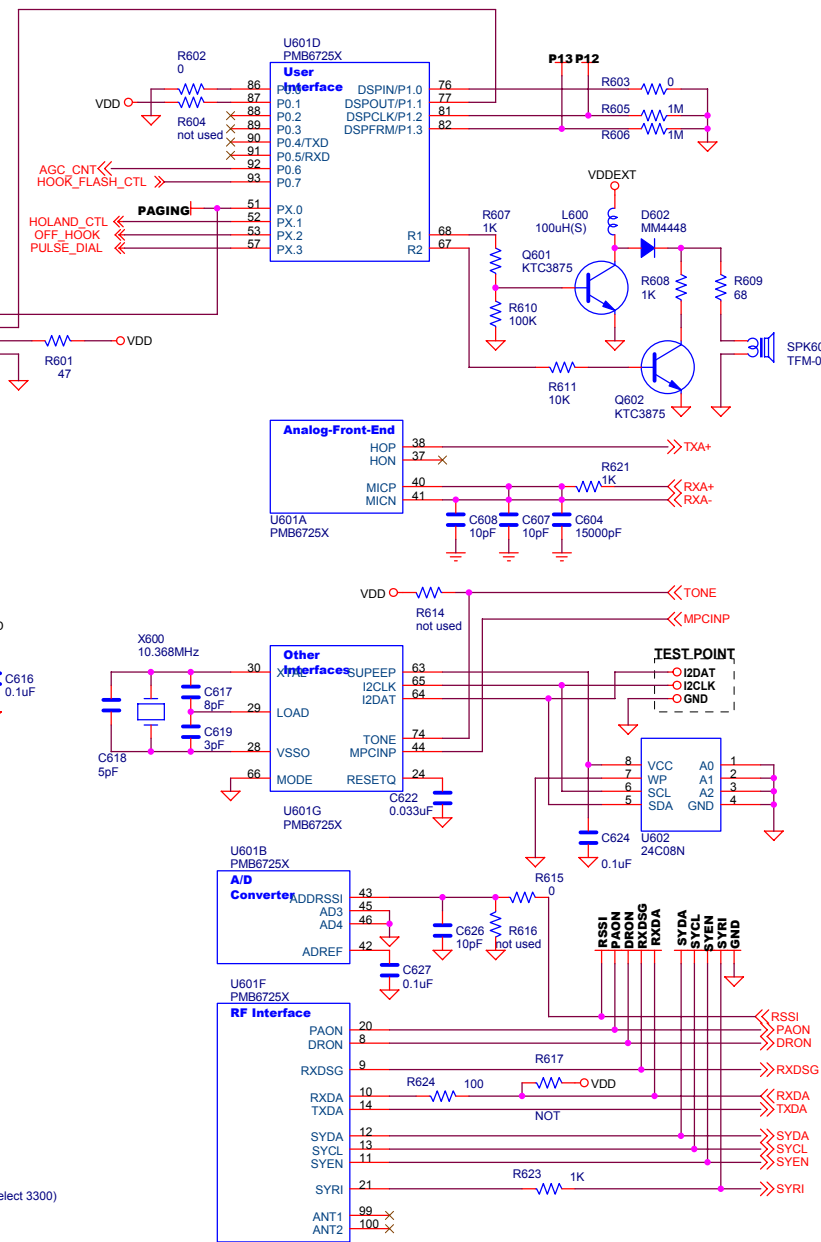 U601D
PMB6725X
User
Interface
R602
0
86 P0.0
87 P0.1
88 P0.2
89 P0.3
90 P0.4/TXD
91 P0.5/RXD
92 P0.6
93 P0.7
51 PX.0
52 PX.1
53 PX.2
57 PX.3
VDD
R604
not used
AGC_CNT
HOOK_FLASH_CTL
PAGING
HOLAND_CTL
OFF_HOOK
PULSE_DIAL
DSPIN/P1.0 76
DSPOUT/P1.1 77
DSPCLK/P1.2 81
DSPFRM/P1.3 82
R1 68
R2 67
P13 P12
R603 0
R605 1M
R606 1M
VDDEXT
L600
100uH(S)
D602
MM4448
R607
1K
Q601
KTC3875
R610
100K
R608
1K
R609
68
R611
10K
Q602
KTC3875
R601
47
VDD
Analog-Front-End
HOP 38
HON 37
MICP 40
MICN 41
U601A
PMB6725X
TXA+
R621
1K
RXA+
RXA-
C608
10pF
C607
10pF
C604
15000pF
VDD
R614
not used
TONE
MPCINP
C616
0.1uF
X600
10.368MHz
C617
8pF
C619
3pF
C618
5pF
Other
Interfaces
30 XTAL
29 LOAD
28 VSSO
66 MODE
SUPEEP 63
I2CLK 65
I2DAT 64
TONE 74
MPCINP 44
RESETQ 24
U601G
PMB6725X
C622
0.033uF
TEST POINT
I2DAT
I2CLK
GND
8 VCC A0 1
7 WP A1 2
6 SCL A2 3
5 SDA GND 4
U602
24C08N
C624
0.1uF
U601B
PMB6725X
A/D
Converter
ADDRSSI 43
AD3 45
AD4 46
ADREF 42
R615
0
C626
10pF
R616
not used
C627
0.1uF
RSSI
PAON
DRON
RXDSG
RXDA
SYDA
SYCL
SYEN
SYRI
GND
U601F
PMB6725X
RF Interface
PAON 20
DRON 8
RXDSG 9
RXDA 10
TXDA 14
SYDA 12
SYCL 13
SYEN 11
SYRI 21
ANT1 99
ANT2 100
R624 100
R617
VDD
NOT
R623 1K
RSSI
PAON
DRON
RXDSG
RXDA
TXDA
SYDA
SYCL
SYEN
SYRI
elect 3300)